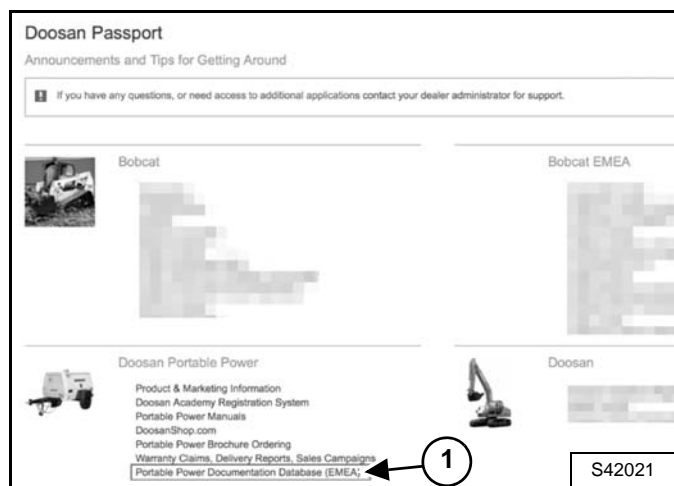 Doosan Passport
Announcements and Tips for Getting Around
If you have any questions, or need access to additional applications contact your dealer administrator for support.
Bobcat
Bobcat EMEA
Doosan Portable Power
Product & Marketing Information
Doosan Academy Registration System
Portable Power Manuals
DoosanShop.com
Portable Power Brochure Ordering
Warranty Claims, Delivery Reports, Sales Campaigns
Portable Power Documentation Database (EMEA)
1
Doosan
S42021